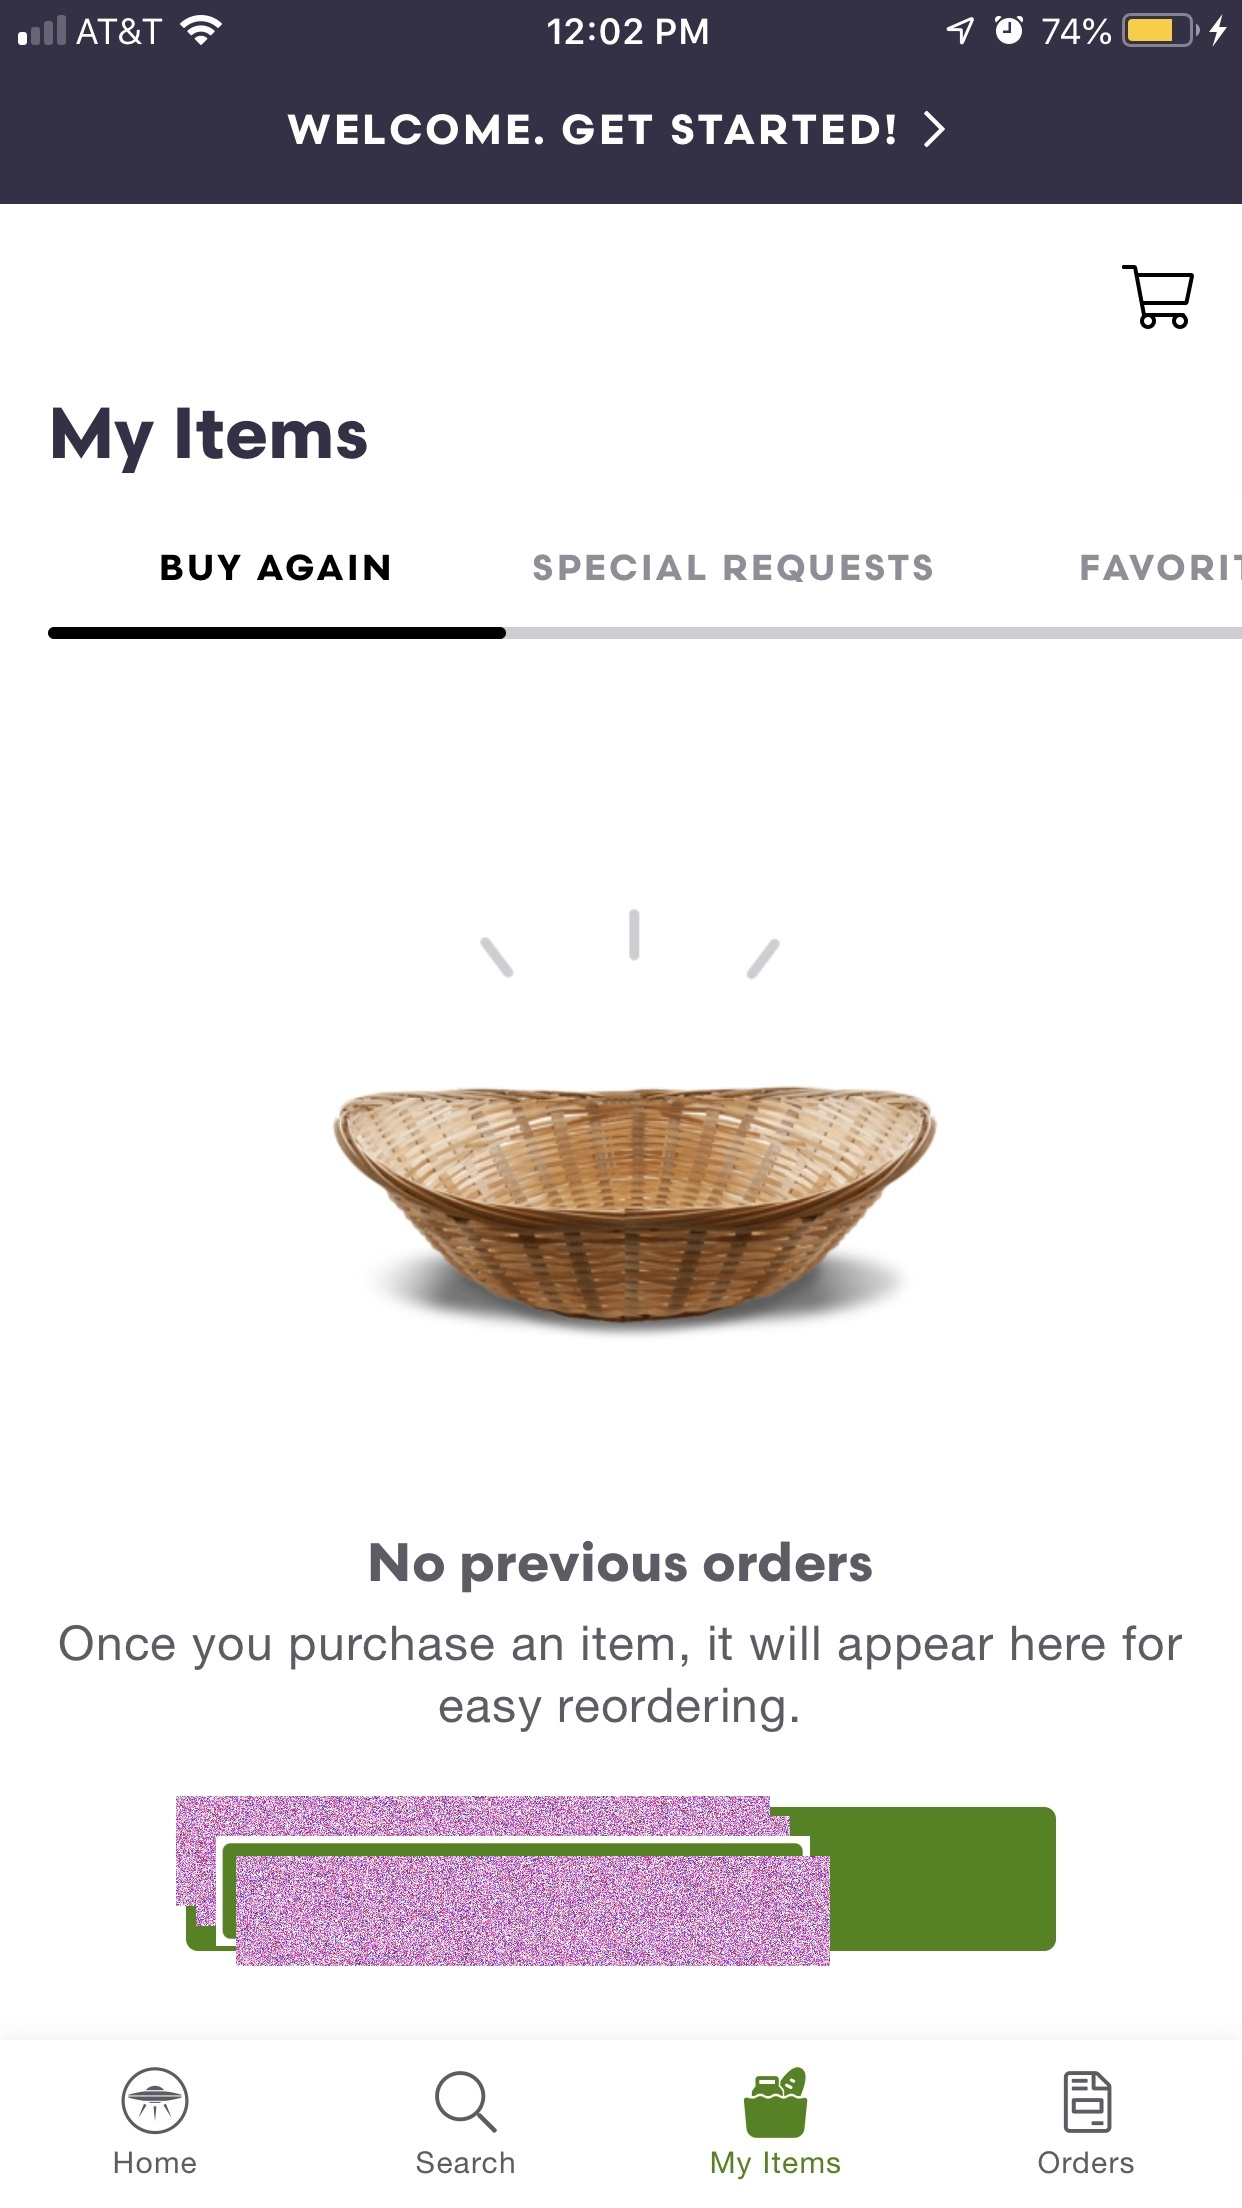 AT&T 12:02 PM 74%
WELCOME. GET STARTED!
My Items
BUY AGAIN SPECIAL REQUESTS FAVORIT
No previous orders
Once you purchase an item, it will appear here for
easy reordering.
Home Search My Items Orders